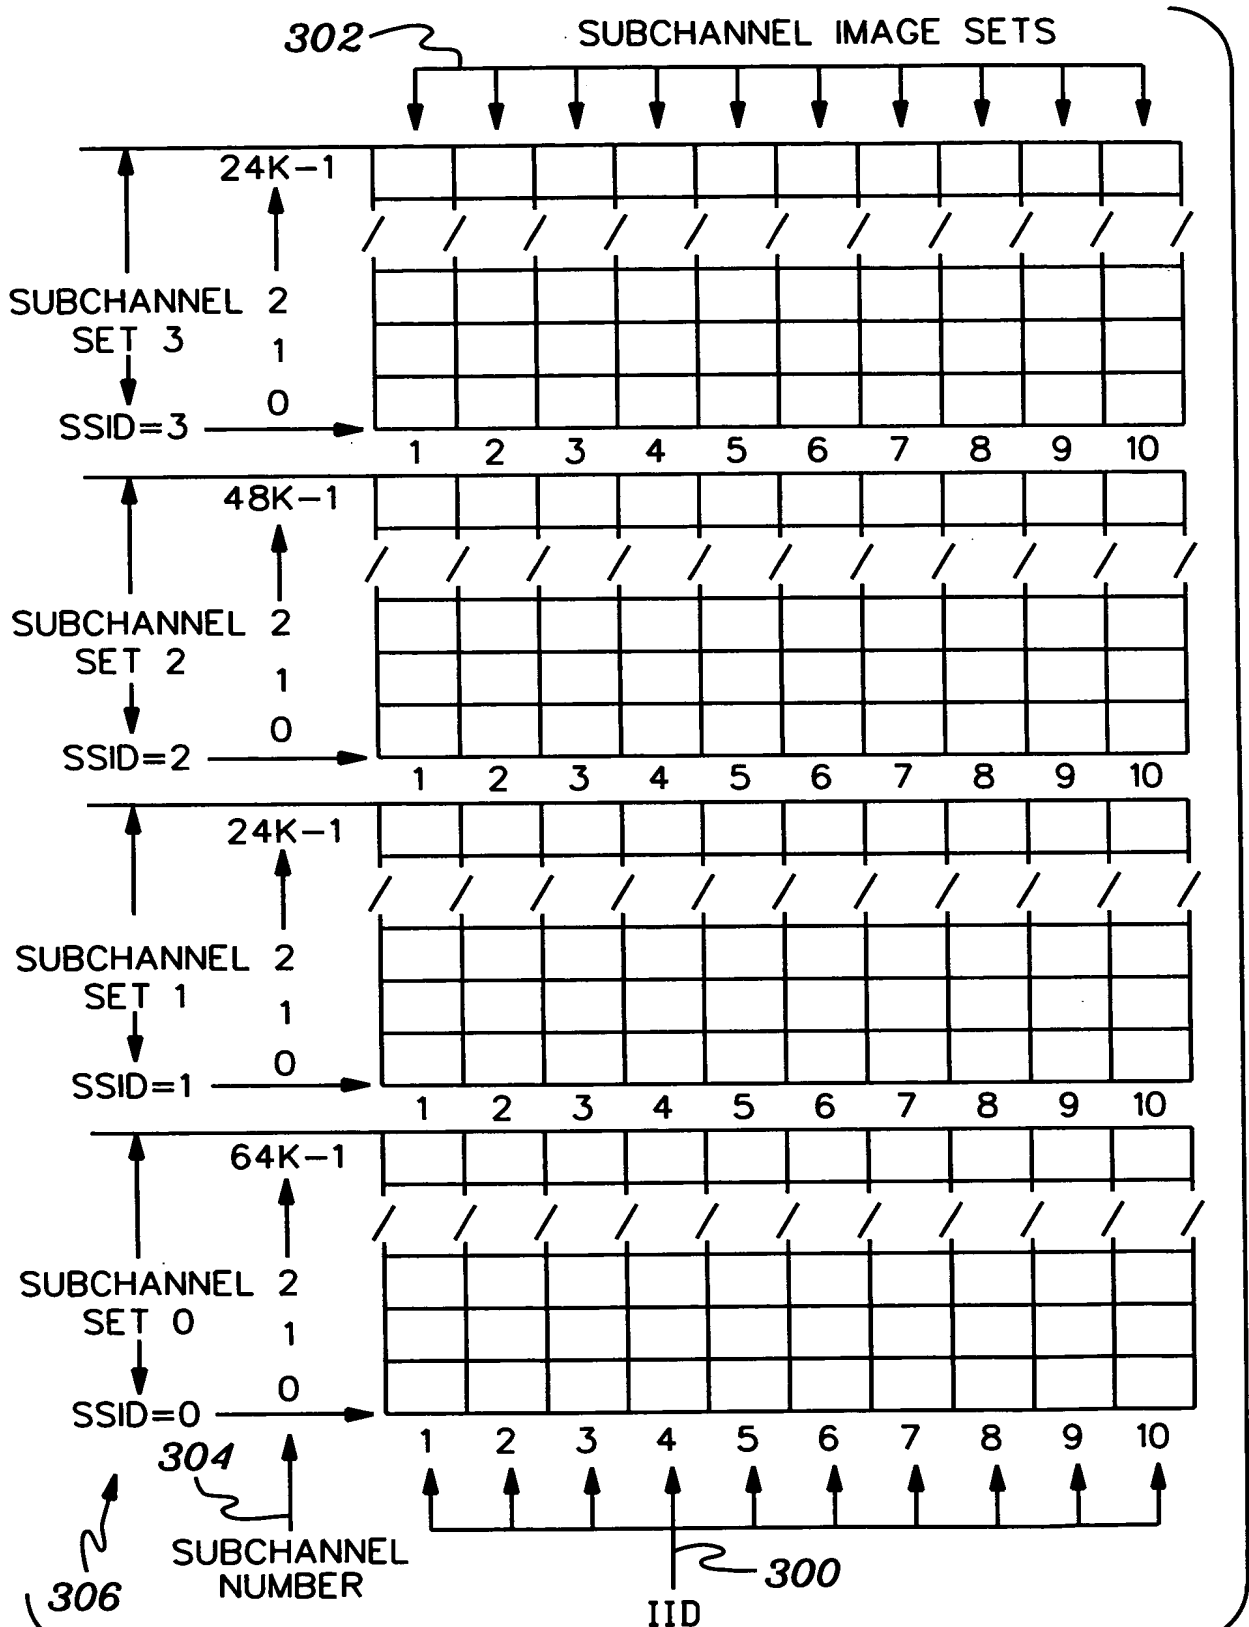 302 SUBCHANNEL IMAGE SETS
24K-1
SUBCHANNEL 2
SET 3 1
0
SSID=3
1 2 3 4 5 6 7 8 9 10
48K-1
SUBCHANNEL 2
SET 2 1
0
SSID=2
1 2 3 4 5 6 7 8 9 10
24K-1
SUBCHANNEL 2
SET 1 1
0
SSID=1
1 2 3 4 5 6 7 8 9 10
64K-1
SUBCHANNEL 2
SET 0 1
0
SSID=0
1 2 3 4 5 6 7 8 9 10
304
SUBCHANNEL
NUMBER
306
300
IID